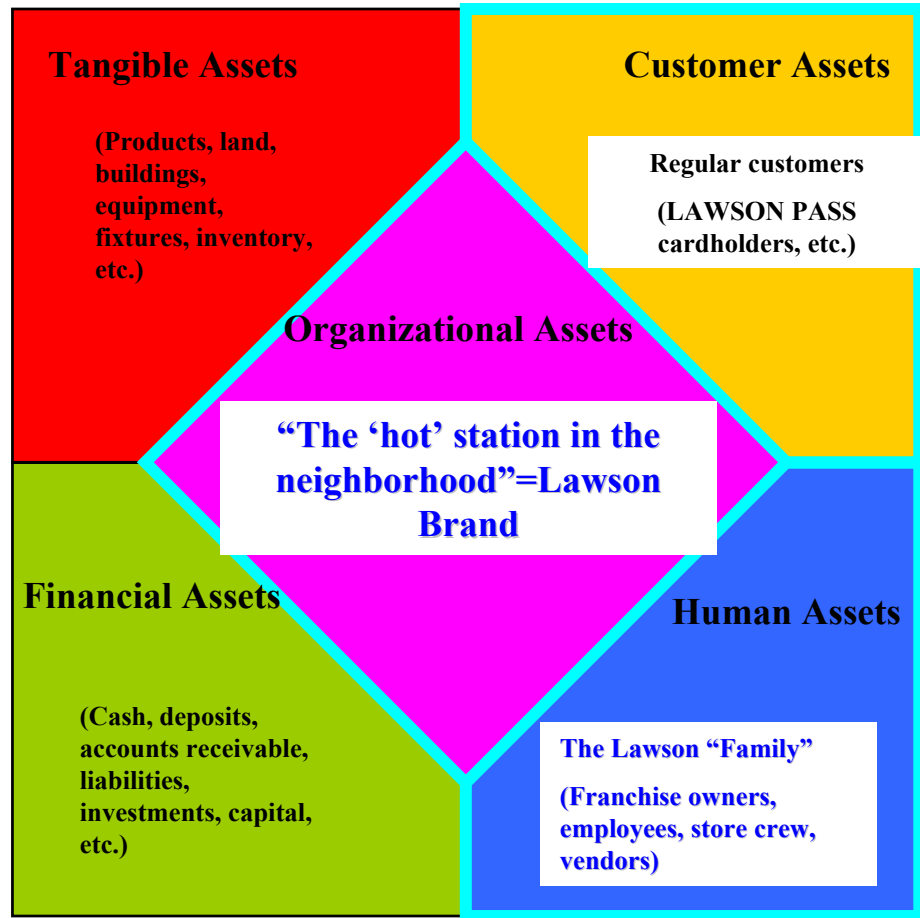 Tangible Assets
(Products, land,
buildings,
equipment,
fixtures, inventory,
etc.)
Customer Assets
Regular customers
(LAWSON PASS
cardholders, etc.)
Organizational Assets
“The ‘hot’ station in the
neighborhood”=Lawson
Brand
Financial Assets
(Cash, deposits,
accounts receivable,
liabilities,
investments, capital,
etc.)
Human Assets
The Lawson “Family”
(Franchise owners,
employees, store crew,
vendors)